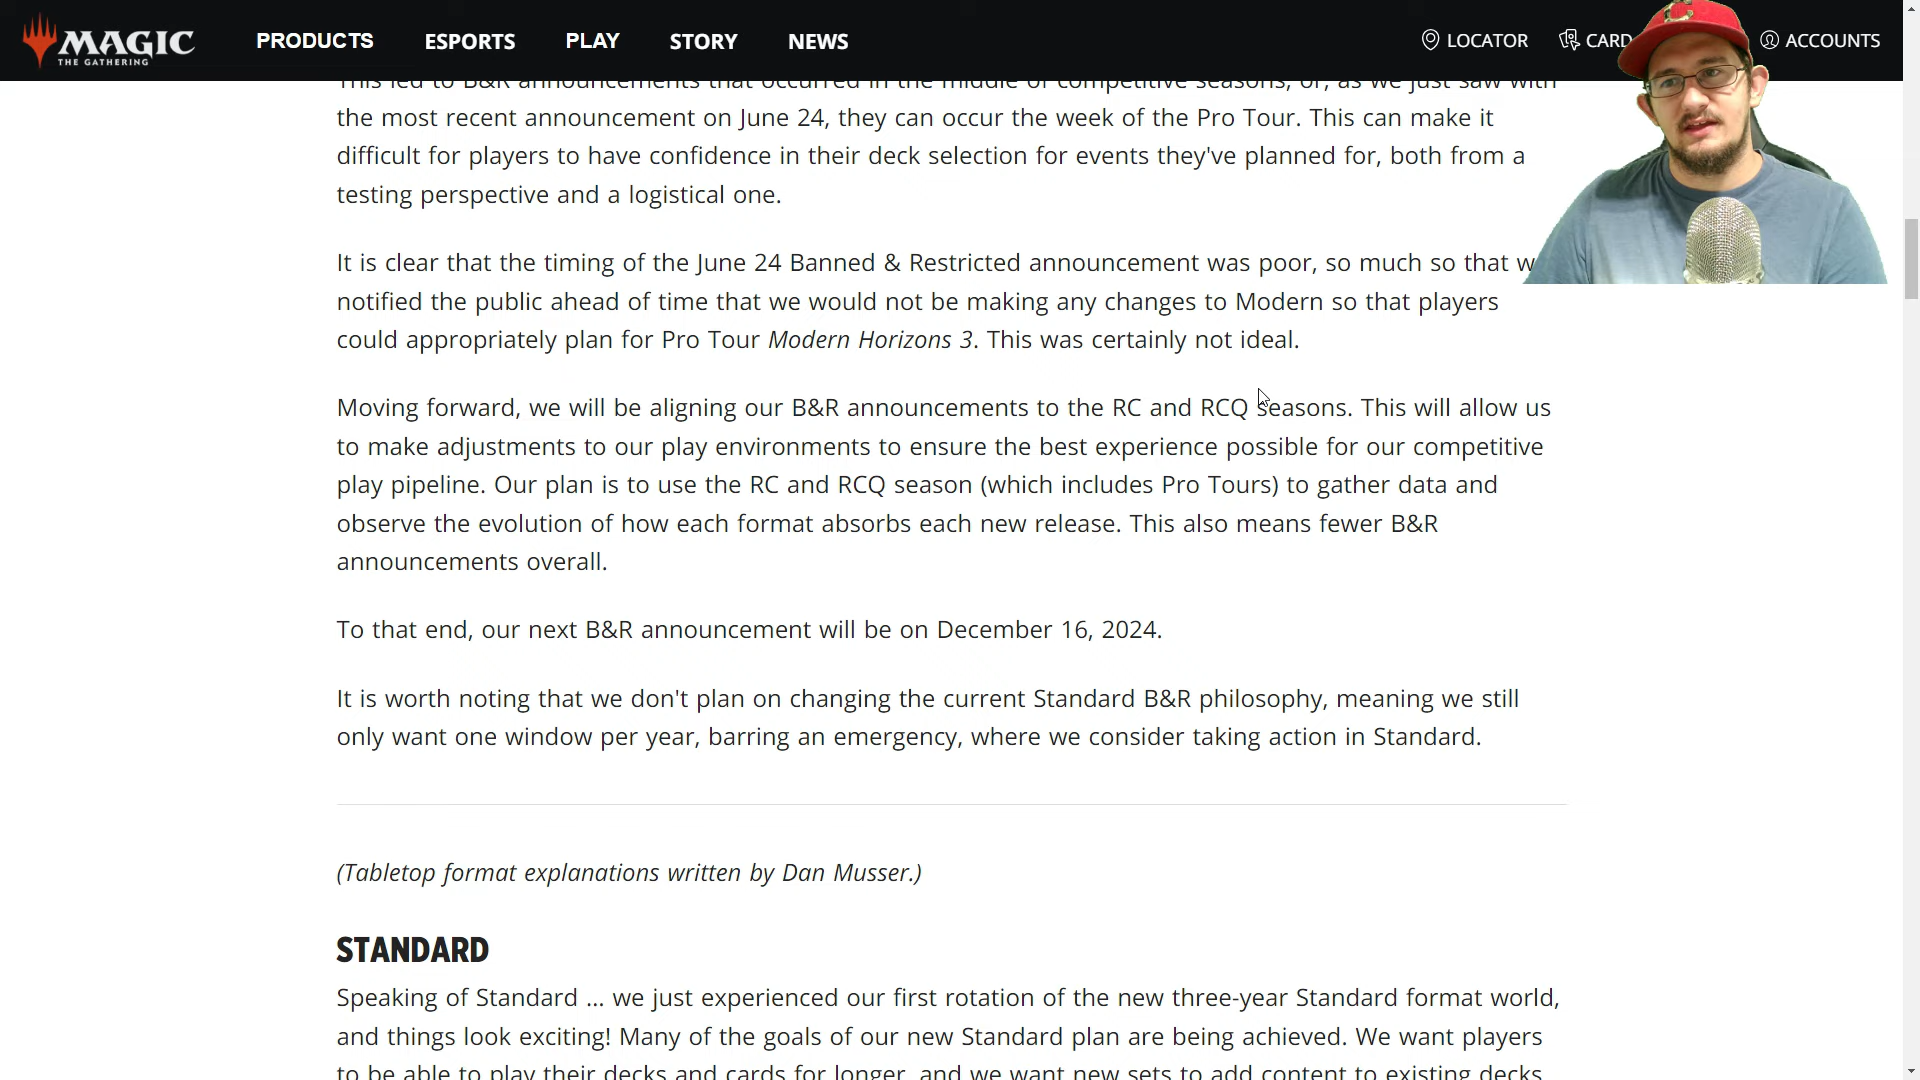 MAGIC
THE GATHERING
PRODUCTS
ESPORTS
PLAY
STORY
NEWS
LOCATOR
CARD
ACCOUNTS
C
This led to B&R announcements that occurred in the middle of competitive seasons, or, as we just saw with
the most recent announcement on June 24, they can occur the week of the Pro Tour. This can make it
difficult for players to have confidence in their deck selection for events they've planned for, both from a
testing perspective and a logistical one.
It is clear that the timing of the June 24 Banned & Restricted announcement was poor, so much so that w
notified the public ahead of time that we would not be making any changes to Modern so that players
could appropriately plan for Pro Tour Modern Horizons 3. This was certainly not ideal.
Moving forward, we will be aligning our B&R announcements to the RC and RCQ seasons. This will allow us
to make adjustments to our play environments to ensure the best experience possible for our competitive
play pipeline. Our plan is to use the RC and RCQ season (which includes Pro Tours) to gather data and
observe the evolution of how each format absorbs each new release. This also means fewer B&R
announcements overall.
To that end, our next B&R announcement will be on December 16, 2024.
It is worth noting that we don't plan on changing the current Standard B&R philosophy, meaning we still
only want one window per year, barring an emergency, where we consider taking action in Standard.
(Tabletop format explanations written by Dan Musser.)
STANDARD
Speaking of Standard ... we just experienced our first rotation of the new three-year Standard format world,
and things look exciting! Many of the goals of our new Standard plan are being achieved. We want players
to be able to play their decks and cards for longer, and we want new sets to add content to existing decks